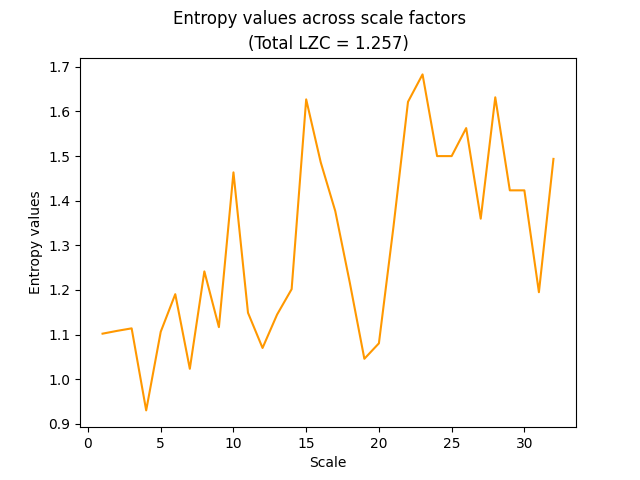 Entropy values across scale factors
(Total LZC = 1.257)
1.7
1.6
1.5
1.4
1.3
1.2
1.1
1.0
0.9
Entropy values
0 5 10 15 20 25 30
Scale